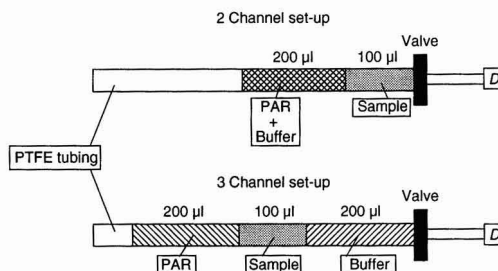 2 Channel set-up
Valve
200 µl 100 µl
D
PAR
+
Buffer
Sample
PTFE tubing
3 Channel set-up
Valve
200 µl 100 µl 200 µl
D
PAR Sample Buffer